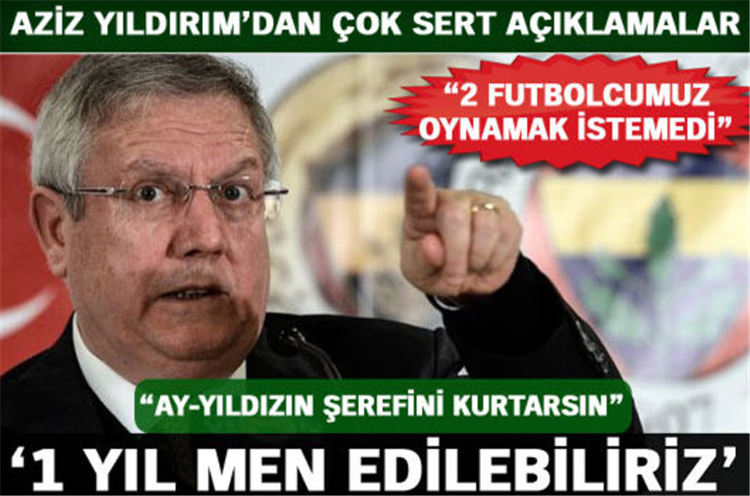 AZİZ YILDIRIM’DAN ÇOK SERT AÇIKLAMALAR
“2 FUTBOLCUMUZ
OYNAMAK İSTEMEDİ”
“AY-YILDIZIN ŞEREFİNİ KURTARSIN”
‘1 YIL MEN EDİLEBİLİRİZ’